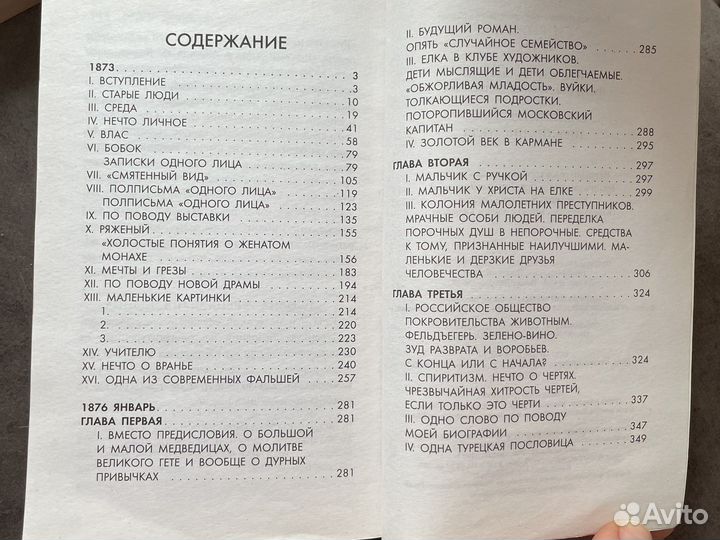 СОДЕРЖАНИЕ
1873 3
I. ВСТУПЛЕНИЕ 3
II. СТАРЫЕ ЛЮДИ 10
III. СРЕДА 19
IV. НЕЧТО ЛИЧНОЕ 41
V. ВЛАС 58
VI. БОБОК 79
ЗАПИСКИ ОДНОГО ЛИЦА 79
VII. «СМЯТЕННЫЙ ВИД» 105
VIII. ПОЛПИСЬМА «ОДНОГО ЛИЦА» 119
ПОЛПИСЬМА «ОДНОГО ЛИЦА» 123
IX. ПО ПОВОДУ ВЫСТАВКИ 135
X. РЯЖЕНЫЙ 155
«ХОЛОСТЫЕ ПОНЯТИЯ О ЖЕНАТОМ
МОНАХЕ 156
XI. МЕЧТЫ И ГРЕЗЫ 183
XII. ПО ПОВОДУ НОВОЙ ДРАМЫ 194
XIII. МАЛЕНЬКИЕ КАРТИНКИ 214
1. 214
2. 220
3. 223
XIV. УЧИТЕЛЮ 230
XV. НЕЧТО О ВРАНЬЕ 240
XVI. ОДНА ИЗ СОВРЕМЕННЫХ ФАЛЬШЕЙ 257
1876 ЯНВАРЬ 281
ГЛАВА ПЕРВАЯ 281
I. ВМЕСТО ПРЕДИСЛОВИЯ. О БОЛЬШОЙ
И МАЛОЙ МЕДВЕДИЦАХ, О МОЛИТВЕ
ВЕЛИКОГО ГЕТЕ И ВООБЩЕ О ДУРНЫХ
ПРИВЫЧКАХ 281
II. БУДУЩИЙ РОМАН.
ОПЯТЬ «СЛУЧАЙНОЕ СЕМЕЙСТВО» 285
III. ЕЛКА В КЛУБЕ ХУДОЖНИКОВ.
ДЕТИ МЫСЛЯЩИЕ И ДЕТИ ОБЛЕГЧАЕМЫЕ.
«ОБЖОРЛИВАЯ МЛАДОСТЬ». ВУЙКИ.
ТОЛКАЮЩИЕСЯ ПОДРОСТКИ.
ПОТОРОПИВШИЙСЯ МОСКОВСКИЙ
КАПИТАН 288
IV. ЗОЛОТОЙ ВЕК В КАРМАНЕ 295
ГЛАВА ВТОРАЯ 297
I. МАЛЬЧИК С РУЧКОЙ 297
II. МАЛЬЧИК У ХРИСТА НА ЕЛКЕ 299
III. КОЛОНИЯ МАЛОЛЕТНИХ ПРЕСТУПНИКОВ.
МРАЧНЫЕ ОСОБИ ЛЮДЕЙ. ПЕРЕДЕЛКА
ПОРОЧНЫХ ДУШ В НЕПОРОЧНЫЕ. СРЕДСТВА
К ТОМУ, ПРИЗНАННЫЕ НАИЛУЧШИМИ. МА-
ЛЕНЬКИЕ И ДЕРЗКИЕ ДРУЗЬЯ
ЧЕЛОВЕЧЕСТВА 306
ГЛАВА ТРЕТЬЯ 324
I. РОССИЙСКОЕ ОБЩЕСТВО
ПОКРОВИТЕЛЬСТВА ЖИВОТНЫМ.
ФЕЛЬДЪЕГЕРЬ. ЗЕЛЕНО-ВИНО.
ЗУД РАЗВРАТА И ВОРОБЬЕВ.
С КОНЦА ИЛИ С НАЧАЛА? 324
II. СПИРИТИЗМ. НЕЧТО О ЧЕРТЯХ.
ЧРЕЗВЫЧАЙНАЯ ХИТРОСТЬ ЧЕРТЕЙ,
ЕСЛИ ТОЛЬКО ЭТО ЧЕРТИ 337
III. ОДНО СЛОВО ПО ПОВОДУ
МОЕЙ БИОГРАФИИ 347
IV. ОДНА ТУРЕЦКАЯ ПОСЛОВИЦА 349
Avito